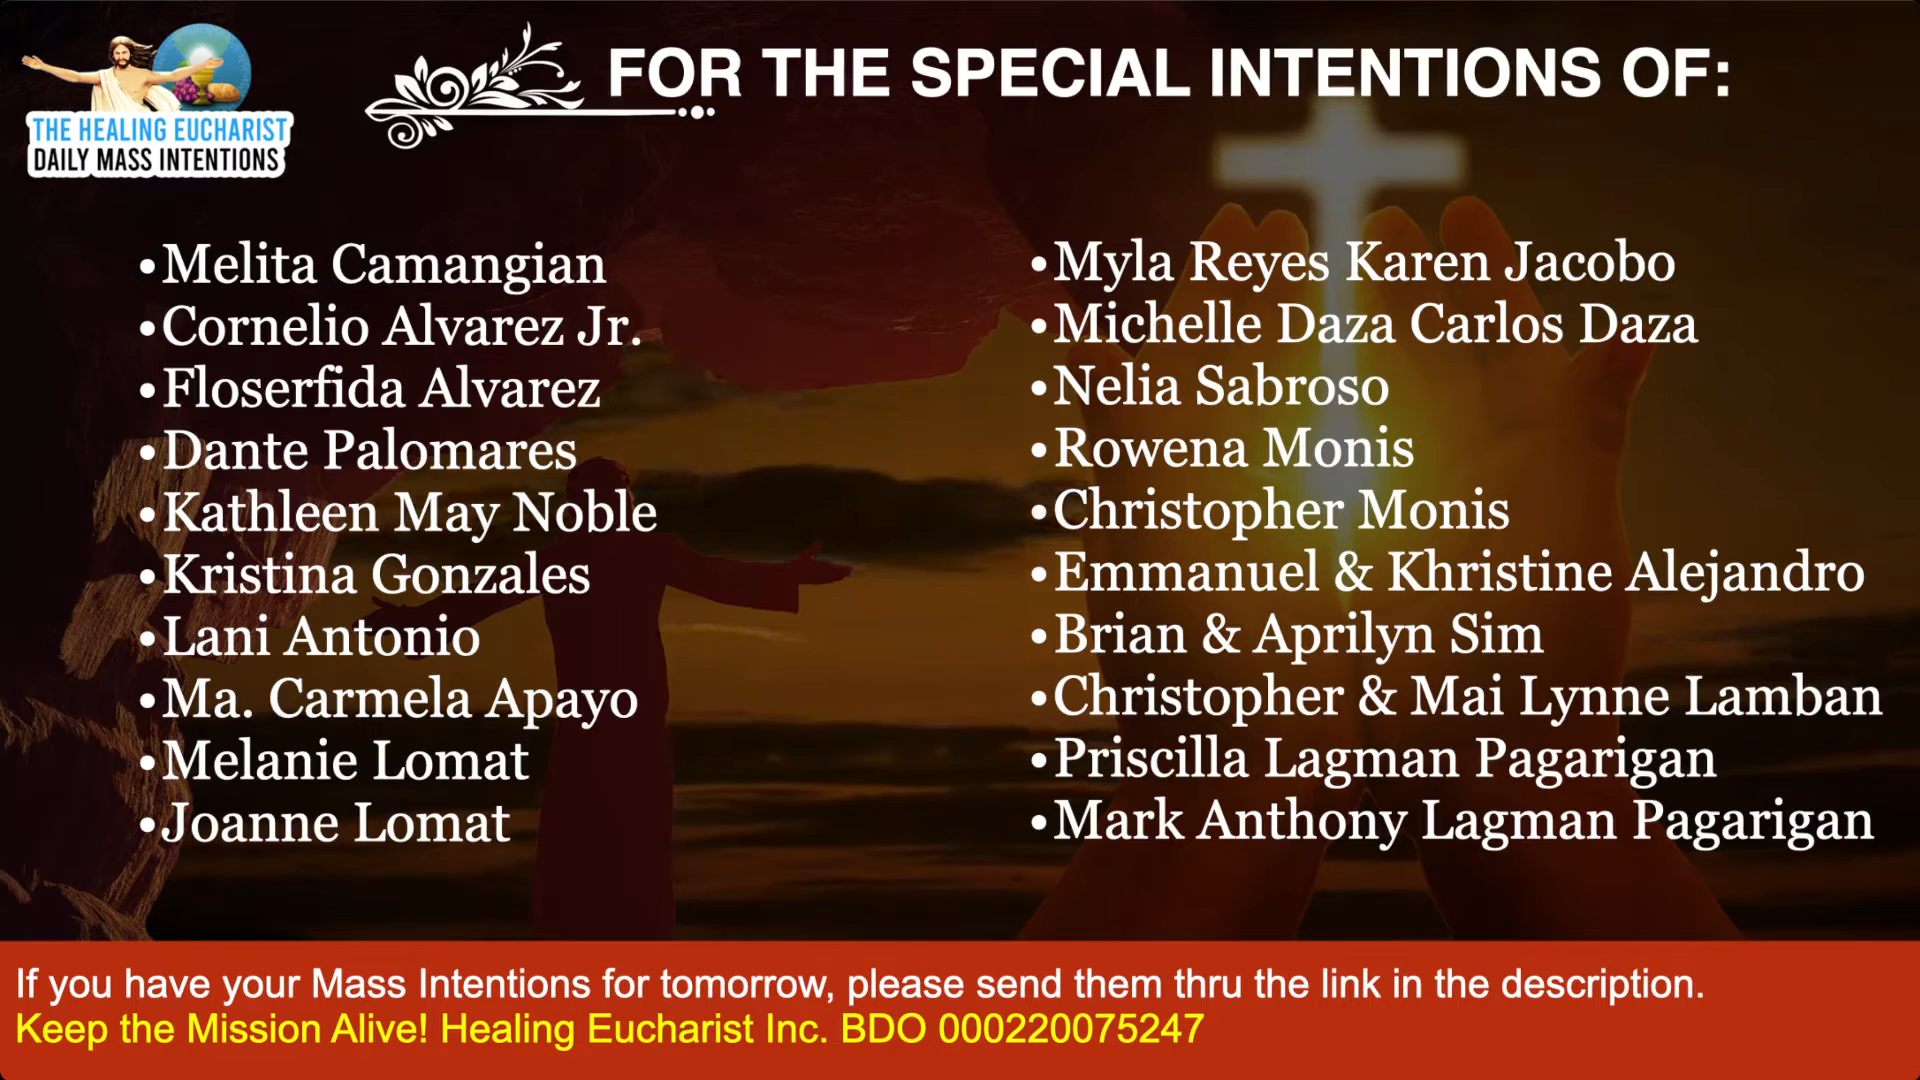 THE HEALING EUCHARIST
DAILY MASS INTENTIONS
FOR THE SPECIAL INTENTIONS OF:
•Melita Camangian
•Cornelio Alvarez Jr.
•Floserfida Alvarez
•Dante Palomares
•Kathleen May Noble
•Kristina Gonzales
•Lani Antonio
•Ma. Carmela Apayo
•Melanie Lomat
•Joanne Lomat
•Myla Reyes Karen Jacobo
•Michelle Daza Carlos Daza
•Nelia Sabroso
•Rowena Monis
•Christopher Monis
•Emmanuel & Khristine Alejandro
•Brian & Aprilyn Sim
•Christopher & Mai Lynne Lamban
•Priscilla Lagman Pagarigan
•Mark Anthony Lagman Pagarigan
If you have your Mass Intentions for tomorrow, please send them thru the link in the description.
Keep the Mission Alive! Healing Eucharist Inc. BDO 000220075247